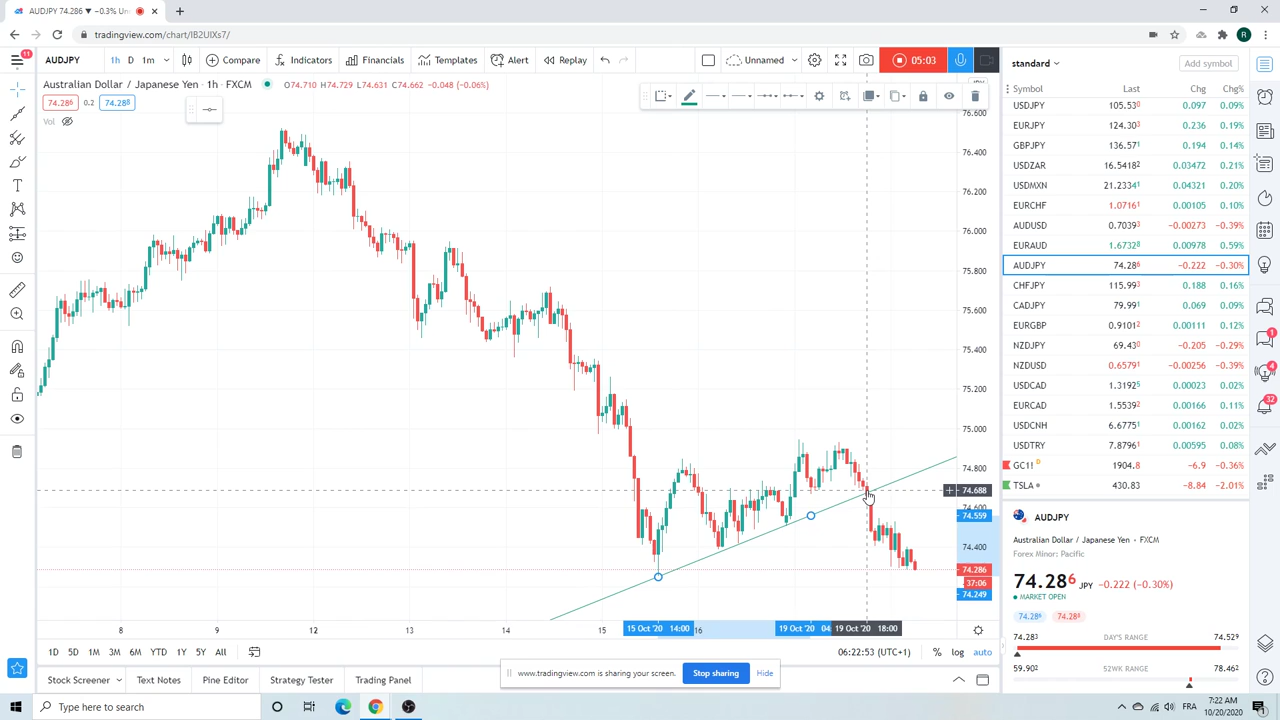 AUDJPY 74.286 ▼ −0.3% Un
tradingview.com/chart/lB2UlXs7/
R
11
AUDJPY
1h D 1m
Compare
Indicators
Financials
Templates
Alert
Replay
Unnamed
05:03
standard
Add symbol
Australian Dollar / Japanese Yen · 1h · FXCM
74.710 H74.729 L74.631 C74.662 −0.048 (−0.06%)
74.286 0.2 74.288
Vol
Symbol Last Chg Chg%
USDJPY 105.530 0.097 0.09%
EURJPY 124.303 0.236 0.19%
GBPJPY 136.571 0.194 0.14%
USDZAR 16.54182 0.03472 0.21%
USDMXN 21.23341 0.04321 0.20%
EURCHF 1.07161 0.00105 0.10%
AUDUSD 0.70393 −0.00273 −0.39%
EURAUD 1.67328 0.00978 0.59%
AUDJPY 74.286 −0.222 −0.30%
CHFJPY 115.993 0.188 0.16%
CADJPY 79.991 0.069 0.09%
EURGBP 0.91012 0.00111 0.12%
NZDJPY 69.430 −0.205 −0.29%
NZDUSD 0.65791 −0.00256 −0.39%
USDCAD 1.31925 0.00023 0.02%
EURCAD 1.55392 0.00166 0.11%
USDCNH 6.67751 0.00162 0.02%
USDTRY 7.87961 0.00595 0.08%
GC1! D 1904.8 −6.9 −0.36%
TSLA 430.83 −8.84 −2.01%
76.600
76.400
76.200
76.000
75.800
75.600
75.400
75.200
75.000
74.800
74.688
74.600
74.559
74.400
74.286
37:06
74.249
8 9 12 13 14 15 15 Oct '20 14:00 16 19 Oct '20 04: 19 Oct '20 18:00
1D 5D 1M 3M 6M YTD 1Y 5Y All
06:22:53 (UTC+1) % log auto
Stock Screener
Text Notes
Pine Editor
Strategy Tester
Trading Panel
www.tradingview.com is sharing your screen.
Stop sharing
Hide
AUDJPY
Australian Dollar / Japanese Yen • FXCM
Forex Minor: Pacific
74.286 JPY −0.222 (−0.30%)
MARKET OPEN
74.286 74.288
74.283 DAY'S RANGE 74.529
59.902 52WK RANGE 78.462
1
4
32
Type here to search
FRA
7:22 AM
10/20/2020
1